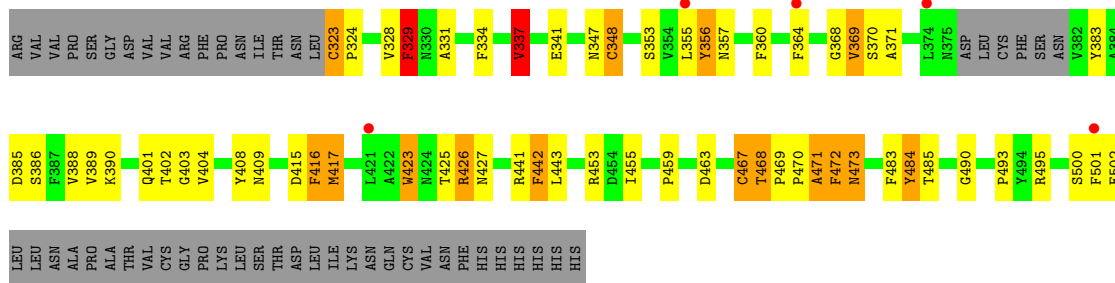 ARG VAL VAL PRO SER GLY ASP VAL VAL ARG PHE PRO ASN ILE THR ASN LEU C323 P324 V328 F329 N330 A331 F334 V337 E341 N347 C348 S353 V354 L355 Y356 N357 F360 F364 G368 V369 S370 A371 L374 N375 ASP LEU CYS PHE SER ASN V382 Y383 A384
D385 S386 F387 V388 V389 K390 Q401 T402 G403 V404 Y408 N409 D415 F416 M417 L421 A422 W423 N424 T425 R426 N427 R441 F442 L443 R453 D454 I455 P459 D463 C467 T468 P469 P470 A471 F472 N473 F483 Y484 T485 G490 P493 Y494 R495 S500 F501
LEU LEU ASN ALA PRO ALA THR VAL CYS GLY PRO LYS LEU SER THR ASP LEU ILE LYS ASN GLN CYS VAL ASN PHE HIS HIS HIS HIS HIS HIS